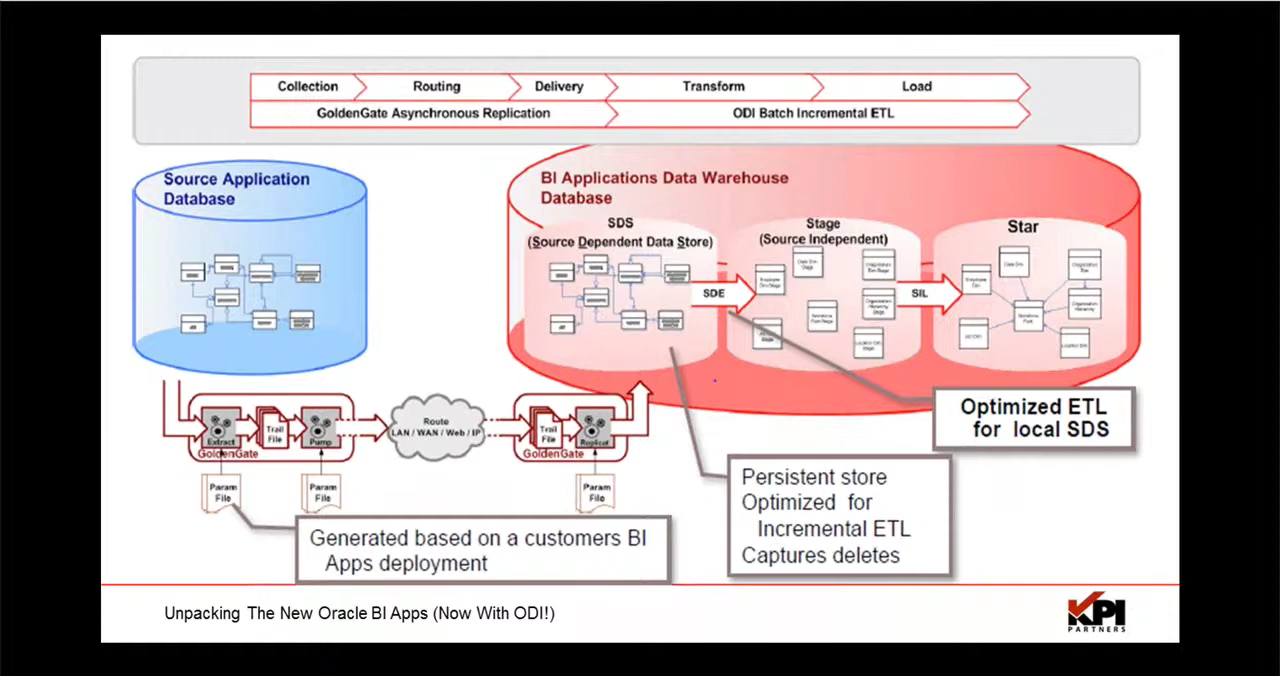 Collection
Routing
Delivery
Transform
Load
GoldenGate Asynchronous Replication
ODI Batch Incremental ETL
Source Application
Database
BI Applications Data Warehouse
Database
SDS
(Source Dependent Data Store)
Stage
(Source Independent)
Star
SDE
SIL
Extract
Trail
File
Pump
GoldenGate
Route
LAN / WAN / Web / IP
Trail
File
Replicat
GoldenGate
Param
File
Param
File
Param
File
Optimized ETL
for local SDS
Persistent store
Optimized for
Incremental ETL
Captures deletes
Generated based on a customers BI
Apps deployment
Unpacking The New Oracle BI Apps (Now With ODI!)
KPI
PARTNERS